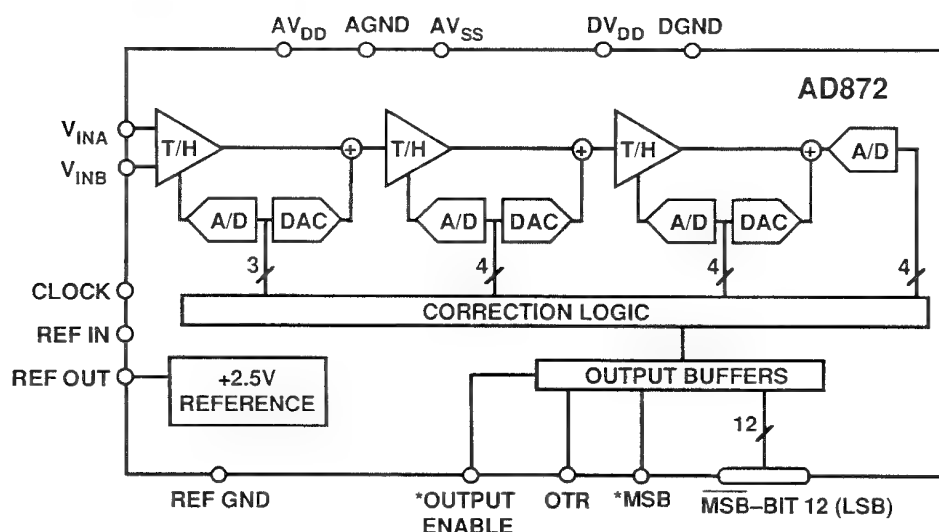 AVDD AGND AVSS DVDD DGND
AD872
VINA
VINB
T/H T/H T/H A/D
A/D DAC A/D DAC A/D DAC
3 4 4 4
CLOCK
CORRECTION LOGIC
REF IN
REF OUT
+2.5V
REFERENCE
OUTPUT BUFFERS
12
REF GND
*OUTPUT
ENABLE
OTR
*MSB
M̅S̅B̅–BIT 12 (LSB)